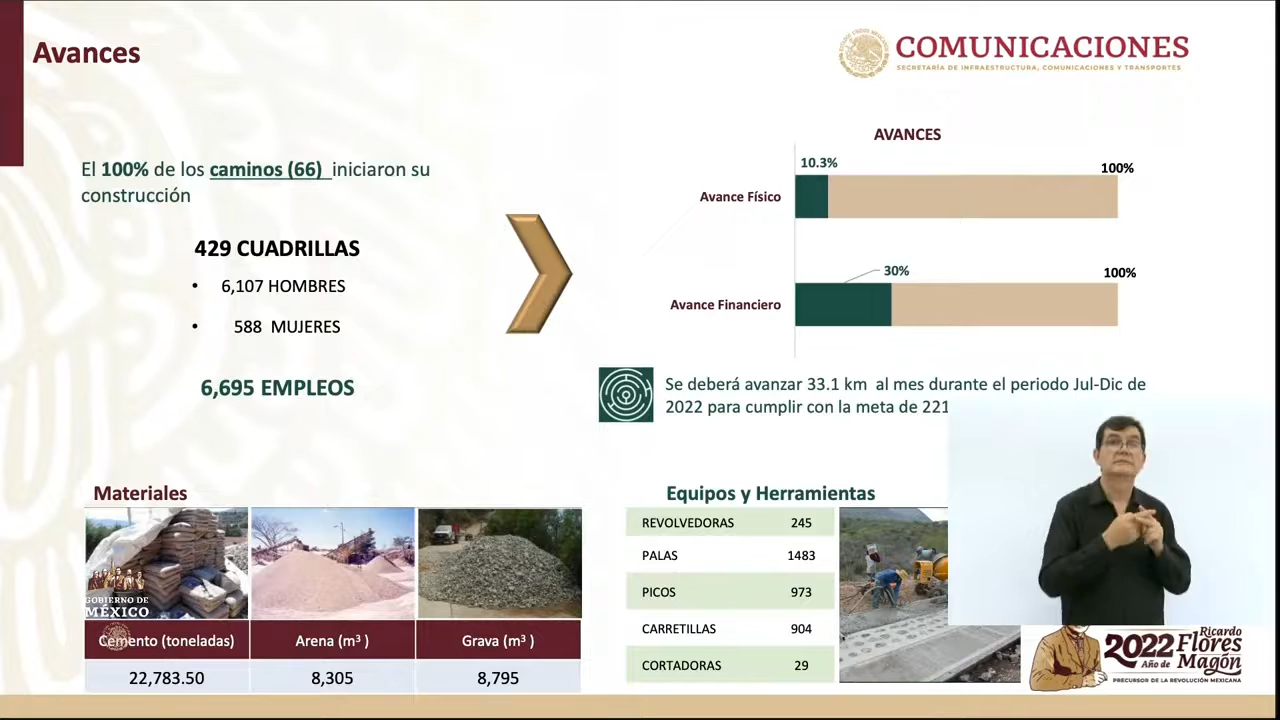 Avances
COMUNICACIONES
SECRETARÍA DE INFRAESTRUCTURA, COMUNICACIONES Y TRANSPORTES
El 100% de los caminos (66) iniciaron su
construcción
429 CUADRILLAS
• 6,107 HOMBRES
• 588 MUJERES
6,695 EMPLEOS
AVANCES
10.3%
100%
Avance Físico
30%
100%
Avance Financiero
Se deberá avanzar 33.1 km al mes durante el periodo Jul-Dic de
2022 para cumplir con la meta de 221
Materiales
GOBIERNO DE
MÉXICO
Cemento (toneladas) Arena (m³ ) Grava (m³ )
22,783.50 8,305 8,795
Equipos y Herramientas
REVOLVEDORAS 245
PALAS 1483
PICOS 973
CARRETILLAS 904
CORTADORAS 29
2022 Ricardo
Flores
Año de Magón
PRECURSOR DE LA REVOLUCIÓN MEXICANA